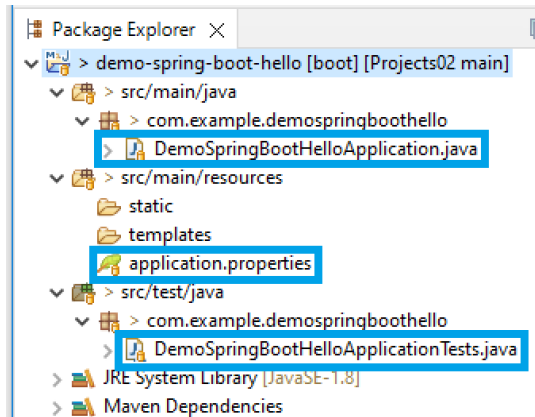 Package Explorer
> demo-spring-boot-hello [boot] [Projects02 main]
> src/main/java
> com.example.demospringboothello
DemoSpringBootHelloApplication.java
> src/main/resources
static
templates
application.properties
> src/test/java
> com.example.demospringboothello
DemoSpringBootHelloApplicationTests.java
JRE System Library [JavaSE-1.8]
Maven Dependencies